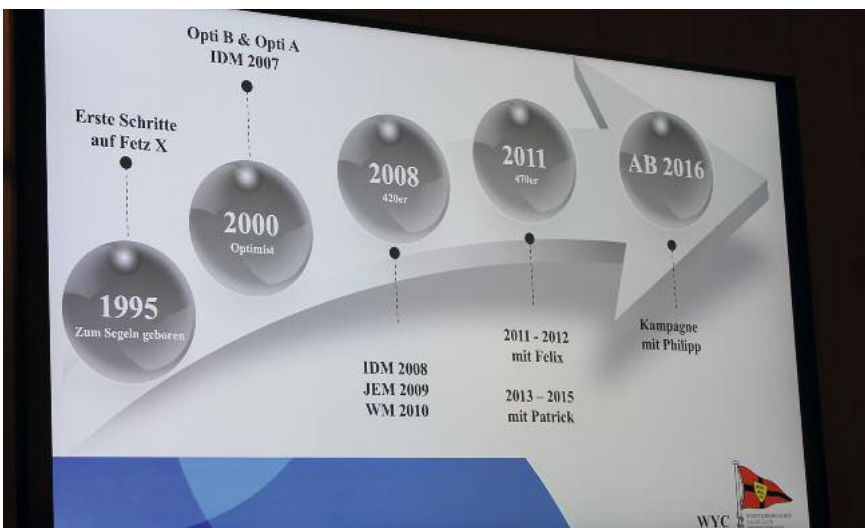 Opti B & Opti A
IDM 2007
Erste Schritte
auf Fetz X
1995
Zum Segeln geboren
2000
Optimist
2008
420er
2011
470er
AB 2016
IDM 2008
JEM 2009
WM 2010
2011 - 2012
mit Felix
2013 – 2015
mit Patrick
Kampagne
mit Philipp
WYC 2